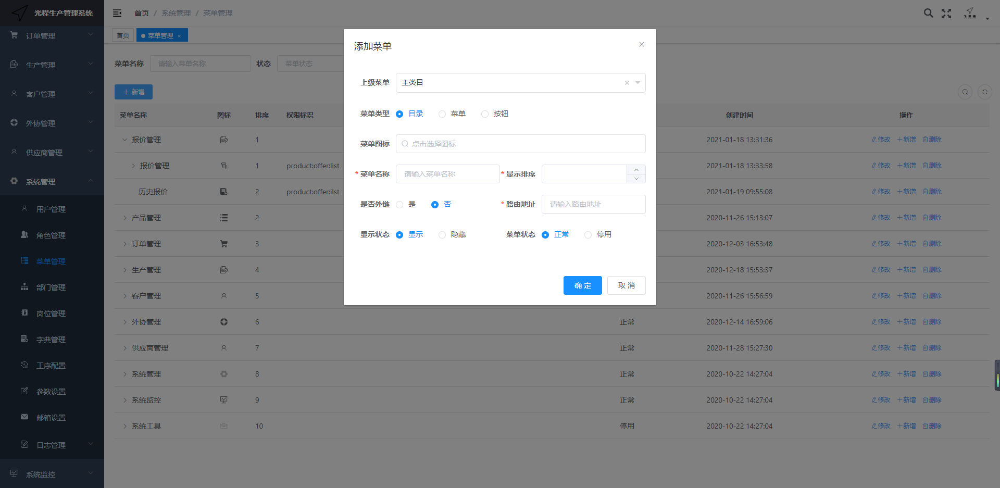 光程生产管理系统
首页 / 系统管理 / 菜单管理
首页
菜单管理 ×
订单管理
生产管理
客户管理
外协管理
供应商管理
系统管理
用户管理
角色管理
菜单管理
部门管理
岗位管理
字典管理
工序配置
参数设置
邮箱设置
日志管理
系统监控
菜单名称 请输入菜单名称 状态 菜单状态
新增
菜单名称 图标 排序 权限标识 创建时间 操作
报价管理 1 2021-01-18 13:31:36 修改 新增 删除
报价管理 1 product:offer:list 2021-01-18 13:33:58 修改 新增 删除
历史报价 2 product:offer:ilst 2021-01-19 09:55:08 修改 新增 删除
产品管理 2 2020-11-26 15:13:07 修改 新增 删除
订单管理 3 2020-12-03 16:53:48 修改 新增 删除
生产管理 4 2020-12-18 15:53:37 修改 新增 删除
客户管理 5 2020-11-26 15:56:59 修改 新增 删除
外协管理 6 正常 2020-12-14 16:59:06 修改 新增 删除
供应商管理 7 正常 2020-11-28 15:27:30 修改 新增 删除
系统管理 8 正常 2020-10-22 14:27:04 修改 新增 删除
系统监控 9 正常 2020-10-22 14:27:04 修改 新增 删除
系统工具 10 停用 2020-10-22 14:27:04 修改 新增 删除
添加菜单
上级菜单 主类目
菜单类型 目录 菜单 按钮
菜单图标 点击选择图标
* 菜单名称 请输入菜单名称 * 显示排序
是否外链 是 否 * 路由地址 请输入路由地址
显示状态 显示 隐藏 菜单状态 正常 停用
确 定 取 消